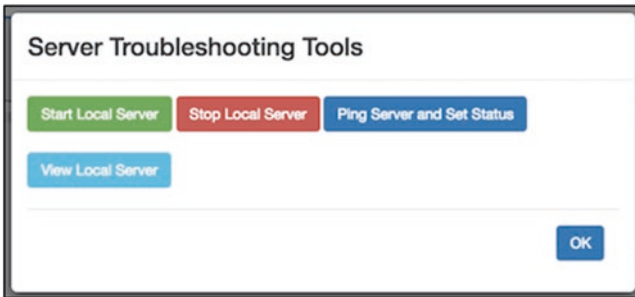 Server Troubleshooting Tools
Start Local Server Stop Local Server Ping Server and Set Status
View Local Server
OK